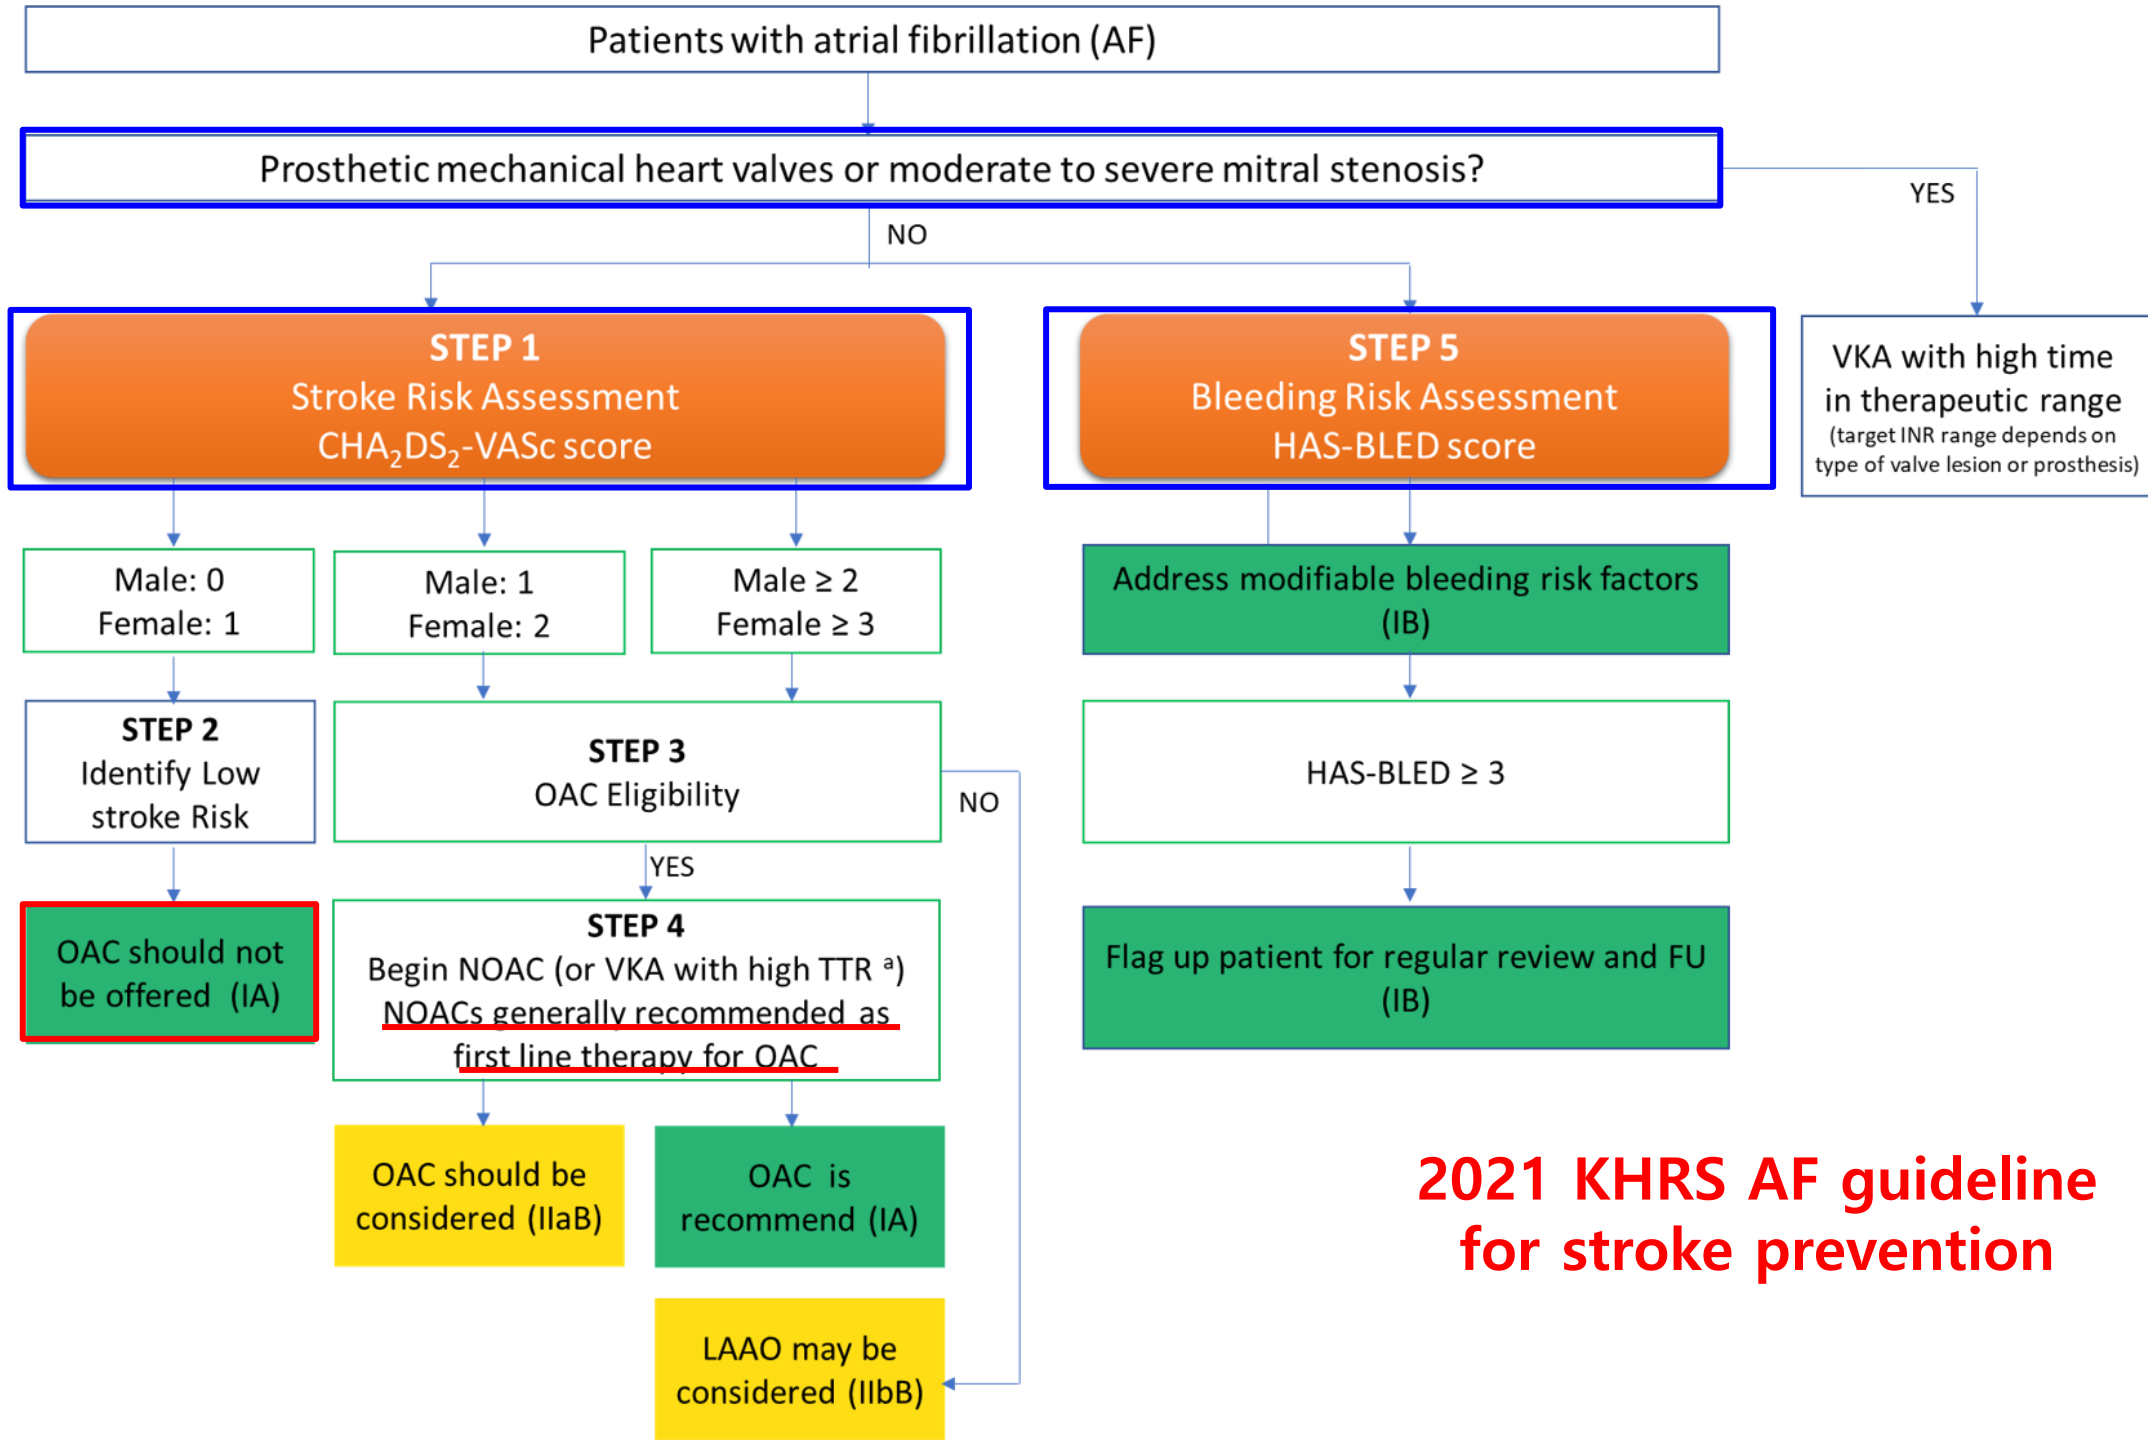 Patients with atrial fibrillation (AF)
Prosthetic mechanical heart valves or moderate to severe mitral stenosis?
YES
NO
STEP 1
Stroke Risk Assessment
CHA₂DS₂-VASc score
STEP 5
Bleeding Risk Assessment
HAS-BLED score
VKA with high time
in therapeutic range
(target INR range depends on
type of valve lesion or prosthesis)
Male: 0
Female: 1
Male: 1
Female: 2
Male ≥ 2
Female ≥ 3
Address modifiable bleeding risk factors
(IB)
STEP 2
Identify Low
stroke Risk
STEP 3
OAC Eligibility
NO
HAS-BLED ≥ 3
YES
OAC should not
be offered (IA)
STEP 4
Begin NOAC (or VKA with high TTR ᵃ)
NOACs generally recommended as
first line therapy for OAC
Flag up patient for regular review and FU
(IB)
OAC should be
considered (IIaB)
OAC is
recommend (IA)
LAAO may be
considered (IIbB)
2021 KHRS AF guideline
for stroke prevention